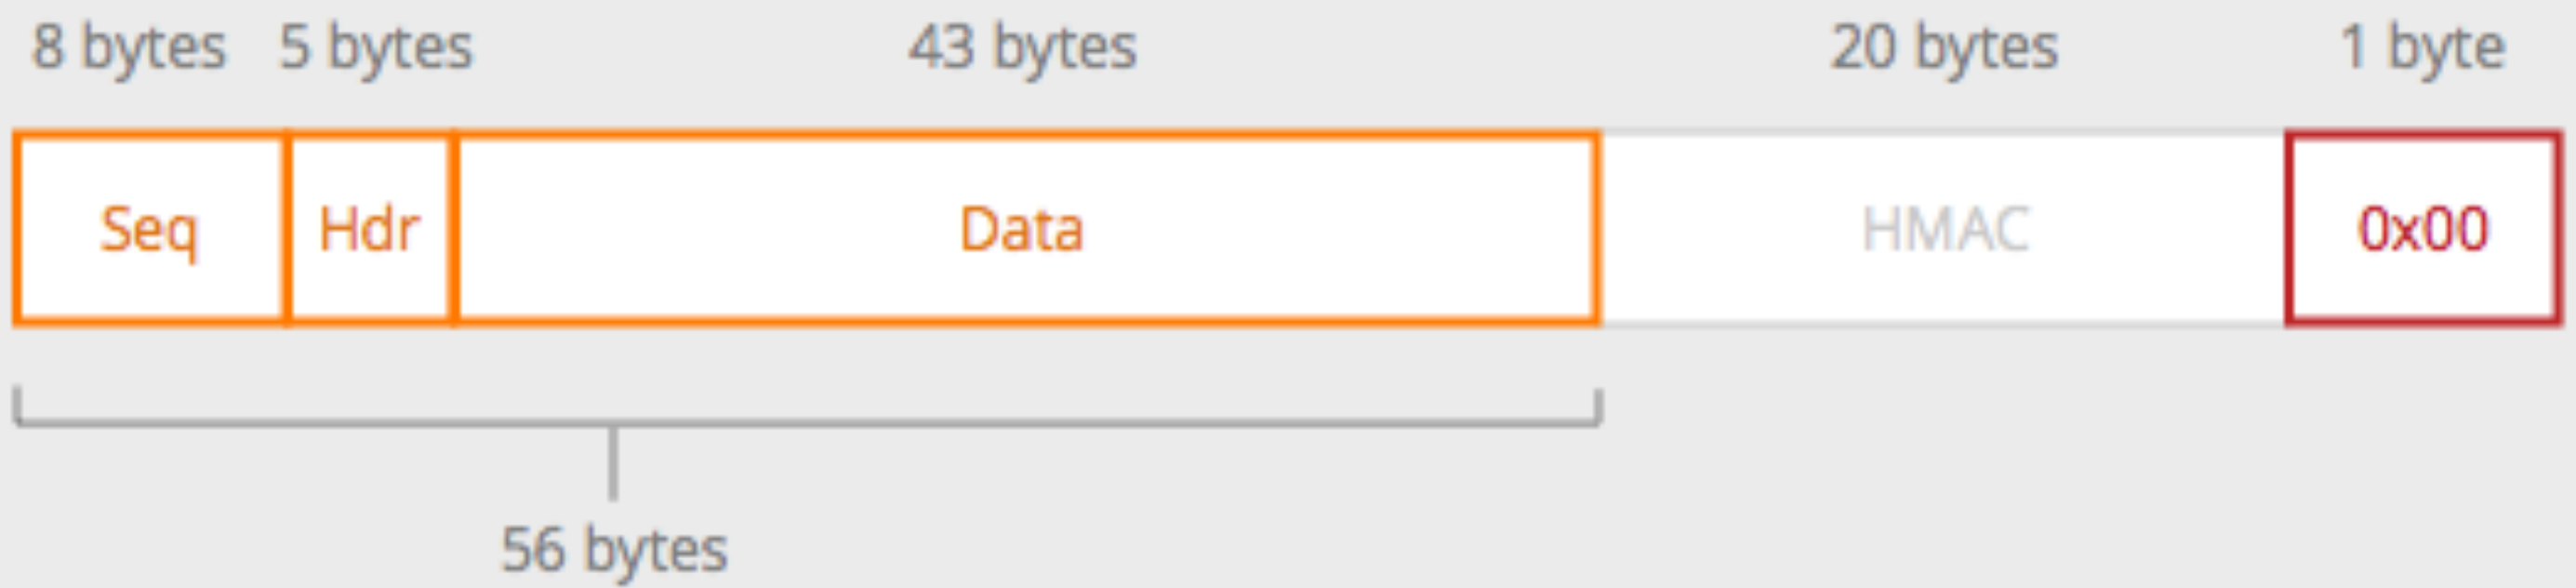 8 bytes 5 bytes 43 bytes 20 bytes 1 byte
Seq Hdr Data HMAC 0x00
56 bytes